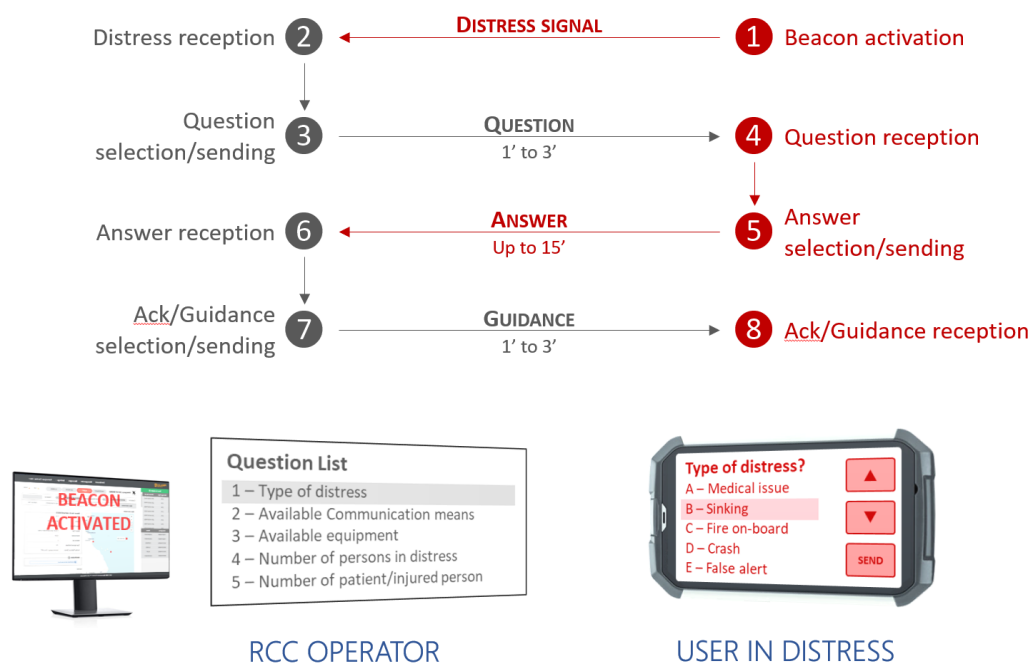 Distress reception 2
DISTRESS SIGNAL
1 Beacon activation
Question
selection/sending 3
QUESTION
1’ to 3’
4 Question reception
Answer reception 6
ANSWER
Up to 15’
5 Answer
selection/sending
Ack/Guidance
selection/sending 7
GUIDANCE
1’ to 3’
8 Ack/Guidance reception
BEACON
ACTIVATED
Question List
1 – Type of distress
2 – Available Communication means
3 – Available equipment
4 – Number of persons in distress
5 – Number of patient/injured person
Type of distress?
A – Medical issue
B – Sinking
C – Fire on-board
D – Crash
E – False alert
SEND
RCC OPERATOR
USER IN DISTRESS